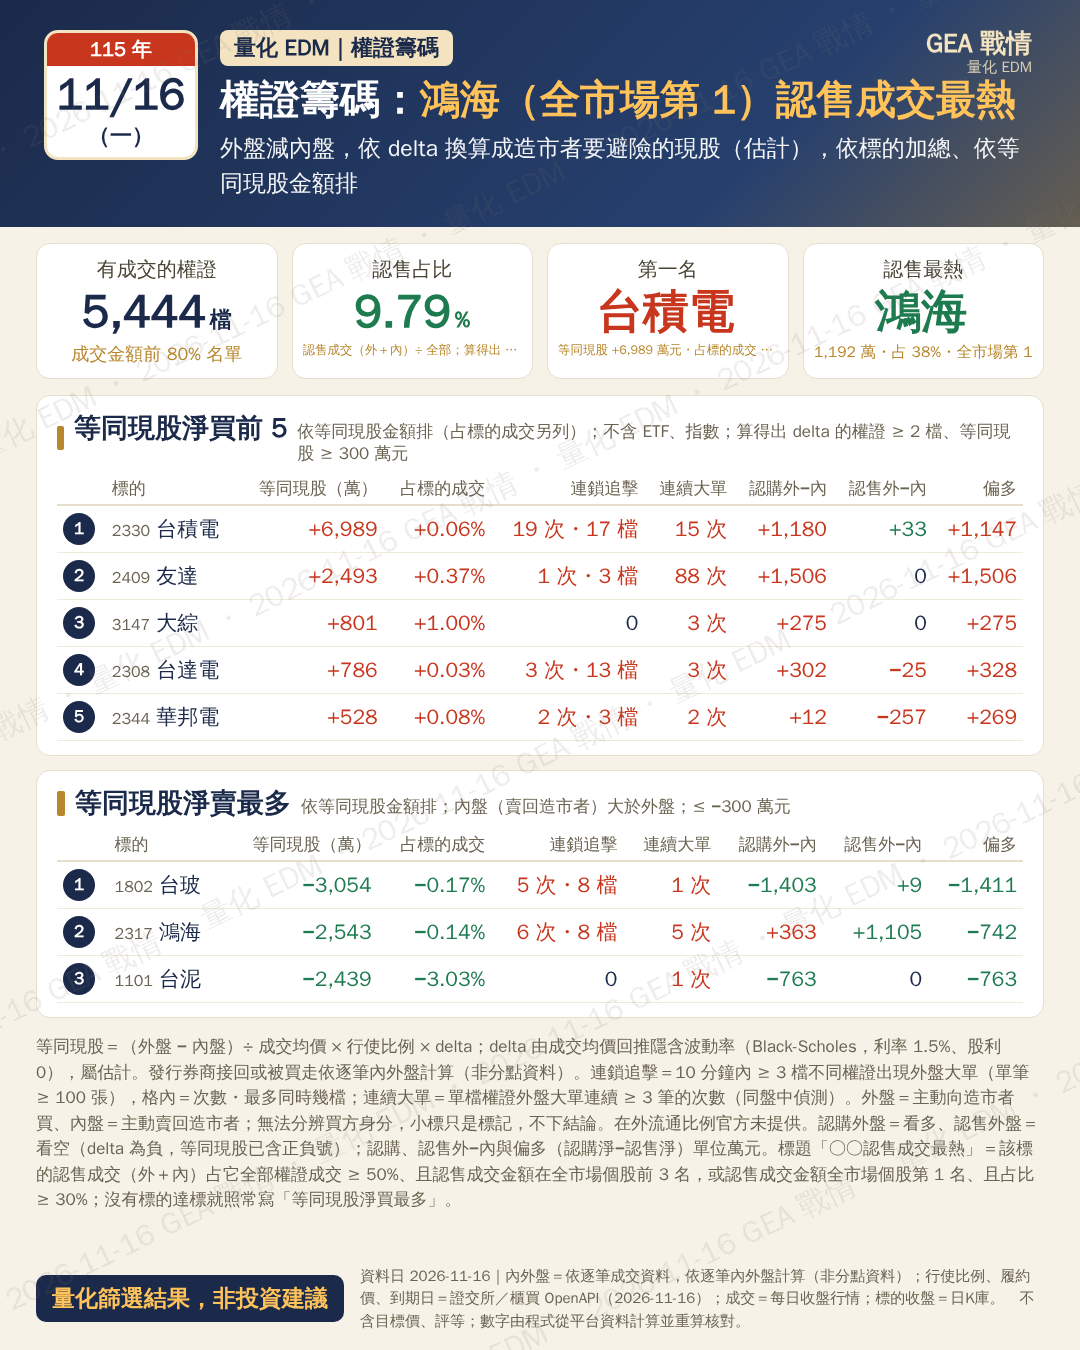 115 年
11/16
（一）
量化 EDM｜權證籌碼
GEA 戰情
量化 EDM
權證籌碼：鴻海（全市場第 1）認售成交最熱
外盤減內盤，依 delta 換算成造市者要避險的現股（估計），依標的加總、依等
同現股金額排
有成交的權證
5,444 檔
成交金額前 80% 名單
認售占比
9.79 %
認售成交（外＋內）÷ 全部；算得出 …
第一名
台積電
等同現股 +6,989 萬元・占標的成交 …
認售最熱
鴻海
1,192 萬・占 38%・全市場第 1
等同現股淨買前 5 依等同現股金額排（占標的成交另列）；不含 ETF、指數；算得出 delta 的權證 ≥ 2 檔、等同現
股 ≥ 300 萬元
標的 等同現股（萬） 占標的成交 連鎖追擊 連續大單 認購外−內 認售外−內 偏多
1 2330 台積電 +6,989 +0.06% 19 次・17 檔 15 次 +1,180 +33 +1,147
2 2409 友達 +2,493 +0.37% 1 次・3 檔 88 次 +1,506 0 +1,506
3 3147 大綜 +801 +1.00% 0 3 次 +275 0 +275
4 2308 台達電 +786 +0.03% 3 次・13 檔 3 次 +302 −25 +328
5 2344 華邦電 +528 +0.08% 2 次・3 檔 2 次 +12 −257 +269
等同現股淨賣最多 依等同現股金額排；內盤（賣回造市者）大於外盤；≤ −300 萬元
標的 等同現股（萬） 占標的成交 連鎖追擊 連續大單 認購外−內 認售外−內 偏多
1 1802 台玻 −3,054 −0.17% 5 次・8 檔 1 次 −1,403 +9 −1,411
2 2317 鴻海 −2,543 −0.14% 6 次・8 檔 5 次 +363 +1,105 −742
3 1101 台泥 −2,439 −3.03% 0 1 次 −763 0 −763
等同現股＝（外盤 − 內盤）÷ 成交均價 × 行使比例 × delta；delta 由成交均價回推隱含波動率（Black-Scholes，利率 1.5%、股利
0），屬估計。發行券商接回或被買走依逐筆內外盤計算（非分點資料）。連鎖追擊＝10 分鐘內 ≥ 3 檔不同權證出現外盤大單（單筆
≥ 100 張），格內＝次數・最多同時幾檔；連續大單＝單檔權證外盤大單連續 ≥ 3 筆的次數（同盤中偵測）。外盤＝主動向造市者
買、內盤＝主動賣回造市者；無法分辨買方身分，小標只是標記，不下結論。在外流通比例官方未提供。認購外盤＝看多、認售外盤＝
看空（delta 為負，等同現股已含正負號）；認購、認售外−內與偏多（認購淨−認售淨）單位萬元。標題「〇〇認售成交最熱」＝該標
的認售成交（外＋內）占它全部權證成交 ≥ 50%、且認售成交金額在全市場個股前 3 名，或認售成交金額全市場個股第 1 名、且占比
≥ 30%；沒有標的達標就照常寫「等同現股淨買最多」。
量化篩選結果，非投資建議
資料日 2026-11-16｜內外盤＝依逐筆成交資料，依逐筆內外盤計算（非分點資料）；行使比例、履約
價、到期日＝證交所／櫃買 OpenAPI（2026-11-16）；成交＝每日收盤行情；標的收盤＝日K庫。　不
含目標價、評等；數字由程式從平台資料計算並重算核對。